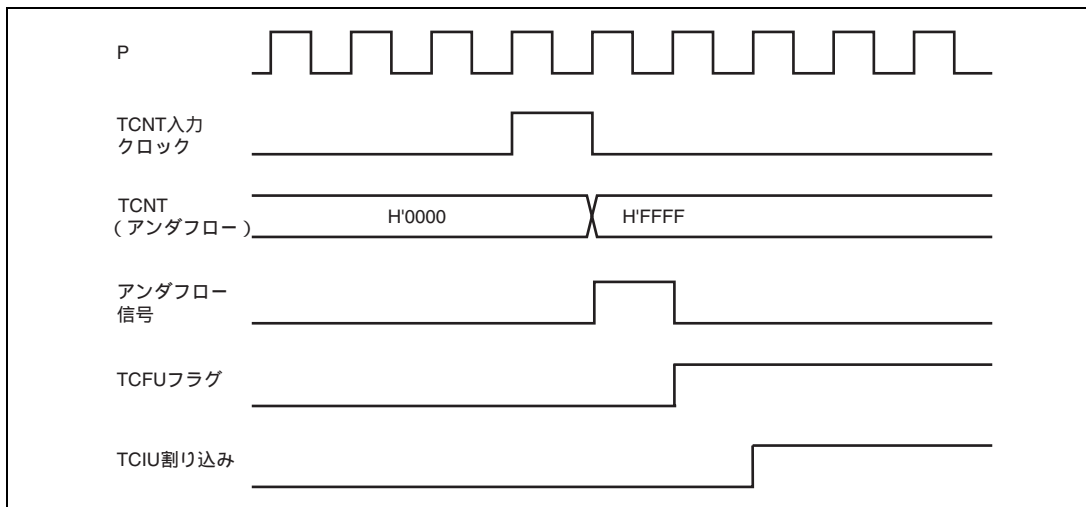 P
TCNT入力
クロック
TCNT
(アンダフロー)
H'0000
H'FFFF
アンダフロー
信号
TCFUフラグ
TCIU割り込み